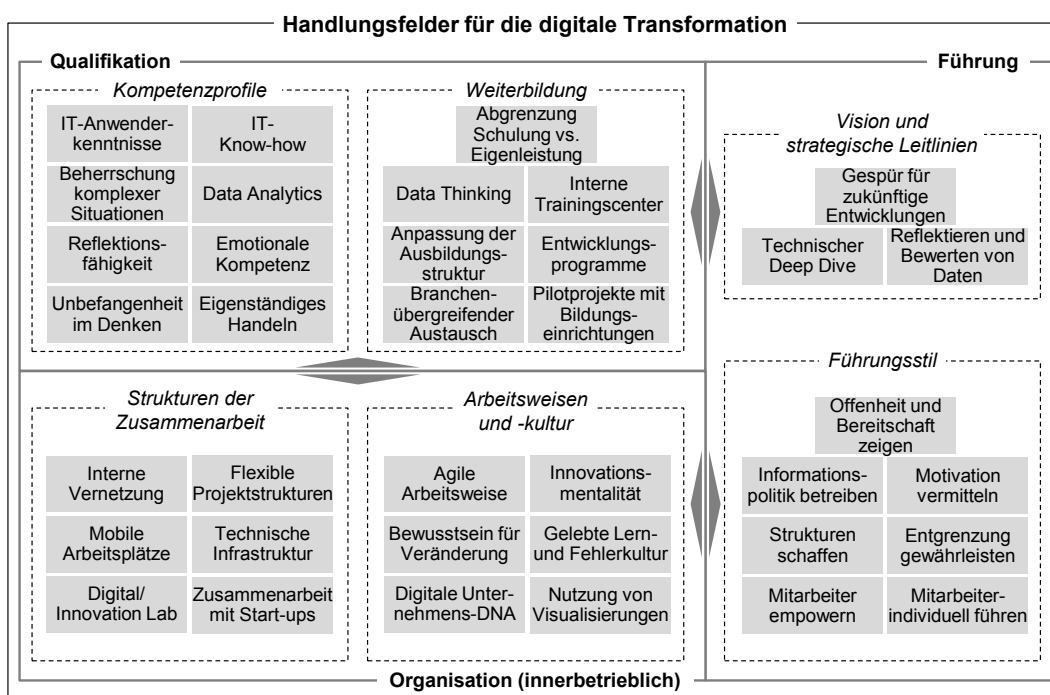 Handlungsfelder für die digitale Transformation
Qualifikation
Kompetenzprofile
IT-Anwender-
kenntnisse
IT-
Know-how
Beherrschung
komplexer
Situationen
Data Analytics
Reflektions-
fähigkeit
Emotionale
Kompetenz
Unbefangenheit
im Denken
Eigenständiges
Handeln
Weiterbildung
Abgrenzung
Schulung vs.
Eigenleistung
Data Thinking
Interne
Trainingscenter
Anpassung der
Ausbildungs-
struktur
Entwicklungs-
programme
Branchen-
übergreifender
Austausch
Pilotprojekte mit
Bildungs-
einrichtungen
Führung
Vision und
strategische Leitlinien
Gespür für
zukünftige
Entwicklungen
Technischer
Deep Dive
Reflektieren und
Bewerten von
Daten
Führungsstil
Offenheit und
Bereitschaft
zeigen
Informations-
politik betreiben
Motivation
vermitteln
Strukturen
schaffen
Entgrenzung
gewährleisten
Mitarbeiter
empowern
Mitarbeiter-
individuell führen
Strukturen der
Zusammenarbeit
Interne
Vernetzung
Flexible
Projektstrukturen
Mobile
Arbeitsplätze
Technische
Infrastruktur
Digital/
Innovation Lab
Zusammenarbeit
mit Start-ups
Arbeitsweisen
und -kultur
Agile
Arbeitsweise
Innovations-
mentalität
Bewusstsein für
Veränderung
Gelebte Lern-
und Fehlerkultur
Digitale Unter-
nehmens-DNA
Nutzung von
Visualisierungen
Organisation (innerbetrieblich)